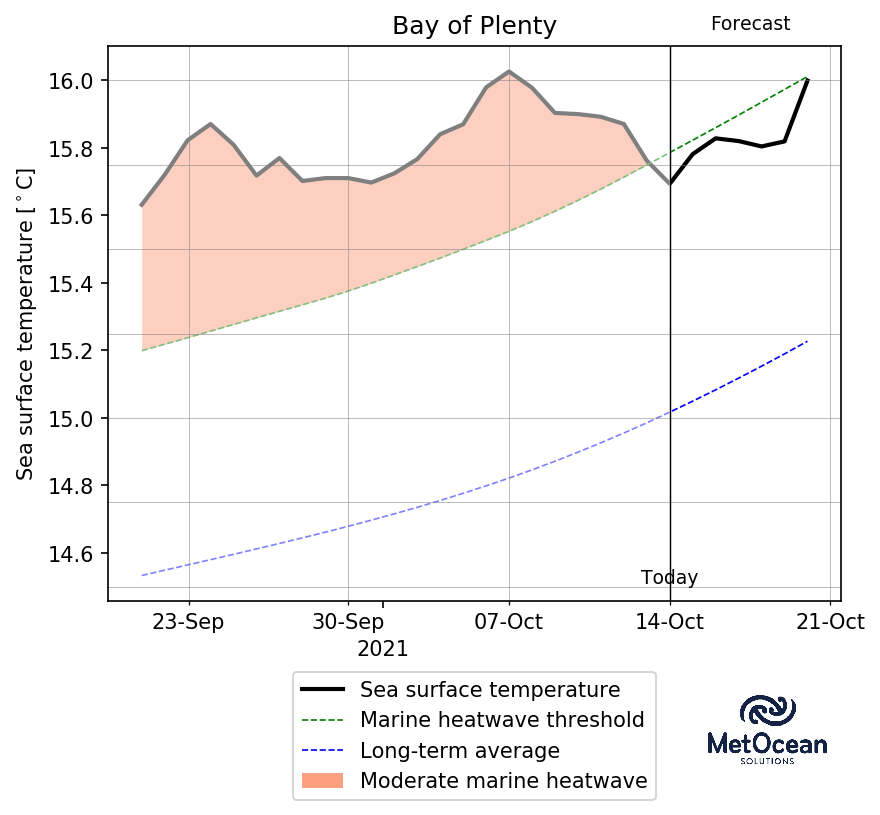 Bay of Plenty
Forecast
Sea surface temperature [°C]
16.0
15.8
15.6
15.4
15.2
15.0
14.8
14.6
Today
23-Sep
30-Sep
07-Oct
14-Oct
21-Oct
2021
Sea surface temperature
Marine heatwave threshold
Long-term average
Moderate marine heatwave
MetOcean
SOLUTIONS